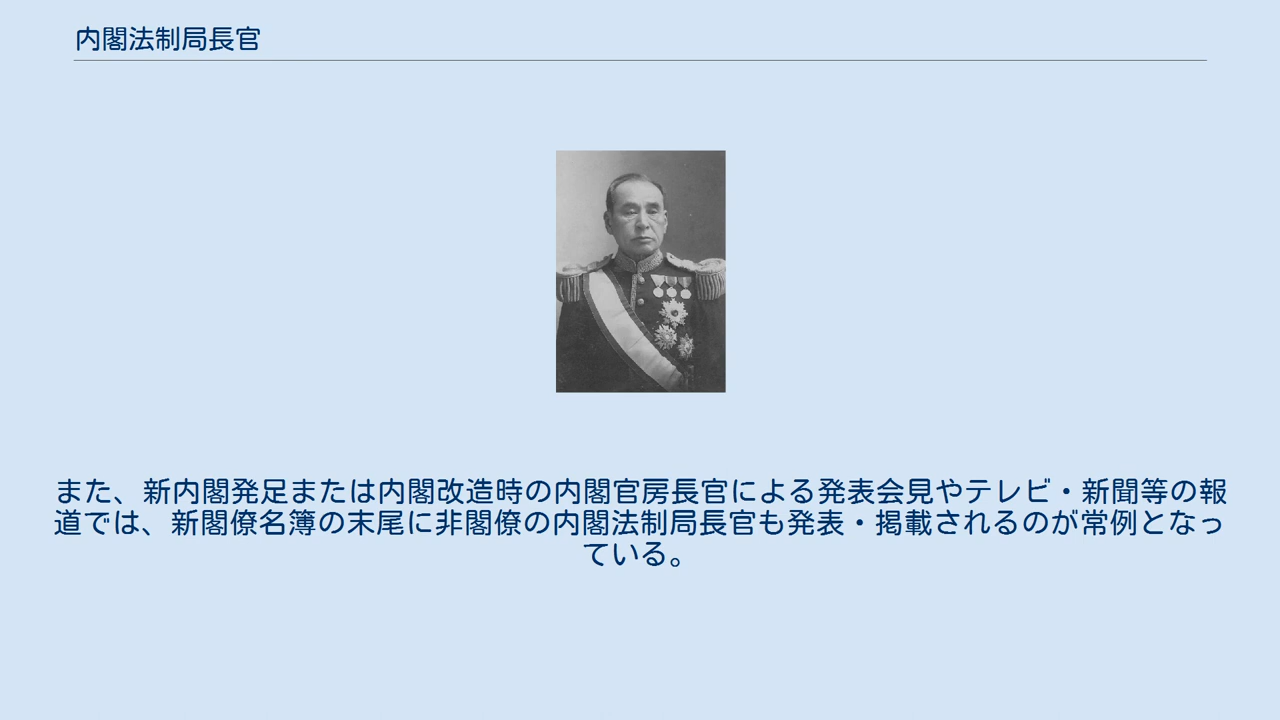 内閣法制局長官
また、新内閣発足または内閣改造時の内閣官房長官による発表会見やテレビ・新聞等の報
道では、新閣僚名簿の末尾に非閣僚の内閣法制局長官も発表・掲載されるのが常例となっ
ている。